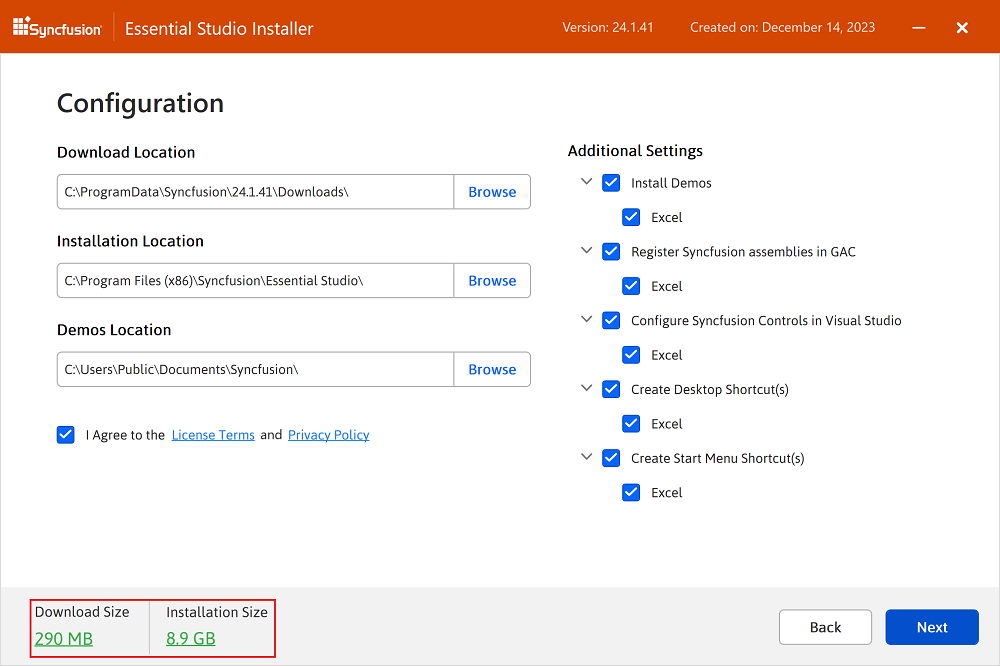 Syncfusion Essential Studio Installer Version: 24.1.41 Created on: December 14, 2023
Configuration
Download Location
C:\ProgramData\Syncfusion\24.1.41\Downloads\ Browse
Installation Location
C:\Program Files (x86)\Syncfusion\Essential Studio\ Browse
Demos Location
C:\Users\Public\Documents\Syncfusion\ Browse
I Agree to the License Terms and Privacy Policy
Additional Settings
Install Demos
Excel
Register Syncfusion assemblies in GAC
Excel
Configure Syncfusion Controls in Visual Studio
Excel
Create Desktop Shortcut(s)
Excel
Create Start Menu Shortcut(s)
Excel
Download Size Installation Size
290 MB 8.9 GB
Back Next